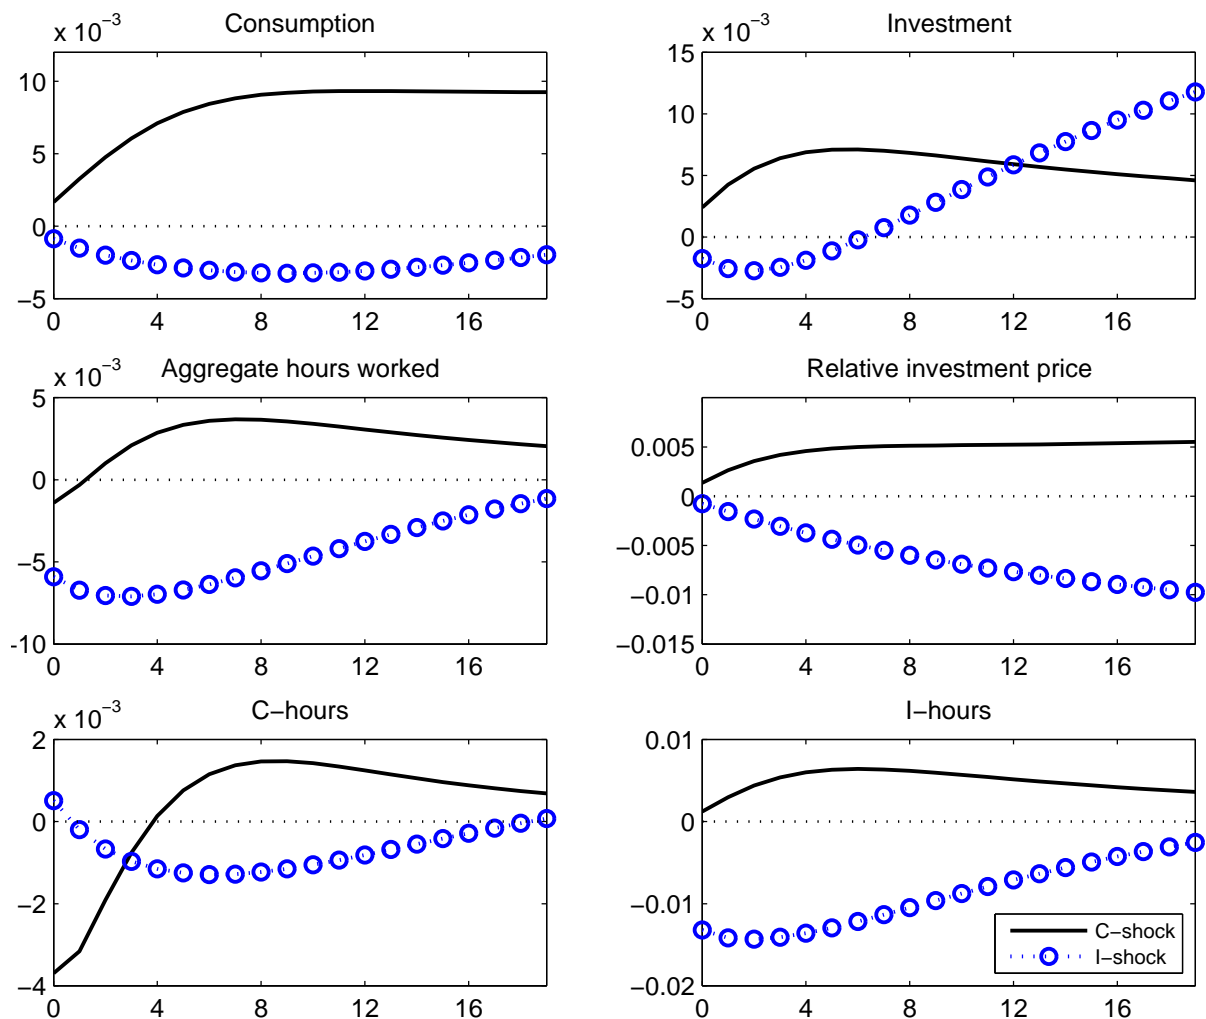 Consumption
x 10−3
10
5
0
−5
0 4 8 12 16
Investment
x 10−3
15
10
5
0
−5
0 4 8 12 16
Aggregate hours worked
x 10−3
5
0
−5
-10
0 4 8 12 16
Relative investment price
0.005
0
−0.005
−0.01
−0.015
0 4 8 12 16
C−hours
x 10−3
2
0
−2
−4
0 4 8 12 16
I−hours
0.01
0
−0.01
−0.02
0 4 8 12 16
C−shock
I−shock